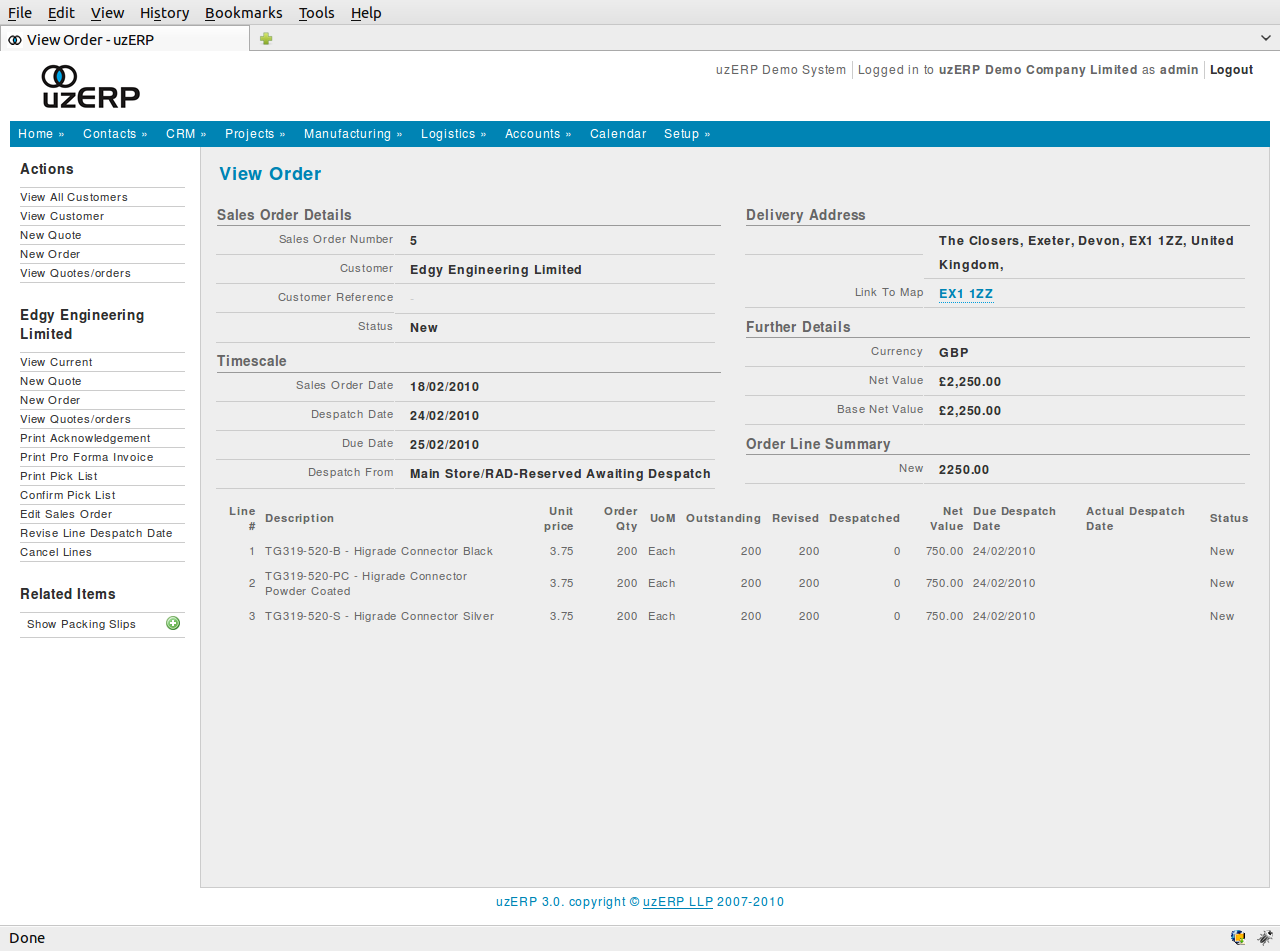 File Edit View History Bookmarks Tools Help
View Order - uzERP
uzERP
uzERP Demo System Logged in to uzERP Demo Company Limited as admin Logout
Home » Contacts » CRM » Projects » Manufacturing » Logistics » Accounts » Calendar Setup »
Actions
View All Customers
View Customer
New Quote
New Order
View Quotes/orders
Edgy Engineering
Limited
View Current
New Quote
New Order
View Quotes/orders
Print Acknowledgement
Print Pro Forma Invoice
Print Pick List
Confirm Pick List
Edit Sales Order
Revise Line Despatch Date
Cancel Lines
Related Items
Show Packing Slips
View Order
Sales Order Details
Sales Order Number 5
Customer Edgy Engineering Limited
Customer Reference -
Status New
Timescale
Sales Order Date 18/02/2010
Despatch Date 24/02/2010
Due Date 25/02/2010
Despatch From Main Store/RAD-Reserved Awaiting Despatch
Delivery Address
The Closers, Exeter, Devon, EX1 1ZZ, United
Kingdom,
Link To Map EX1 1ZZ
Further Details
Currency GBP
Net Value £2,250.00
Base Net Value £2,250.00
Order Line Summary
New 2250.00
Line # Description Unit price Order Qty UoM Outstanding Revised Despatched Net Value Due Despatch Date Actual Despatch Date Status
1 TG319-520-B - Higrade Connector Black 3.75 200 Each 200 200 0 750.00 24/02/2010 New
2 TG319-520-PC - Higrade Connector Powder Coated 3.75 200 Each 200 200 0 750.00 24/02/2010 New
3 TG319-520-S - Higrade Connector Silver 3.75 200 Each 200 200 0 750.00 24/02/2010 New
uzERP 3.0. copyright © uzERP LLP 2007-2010
Done